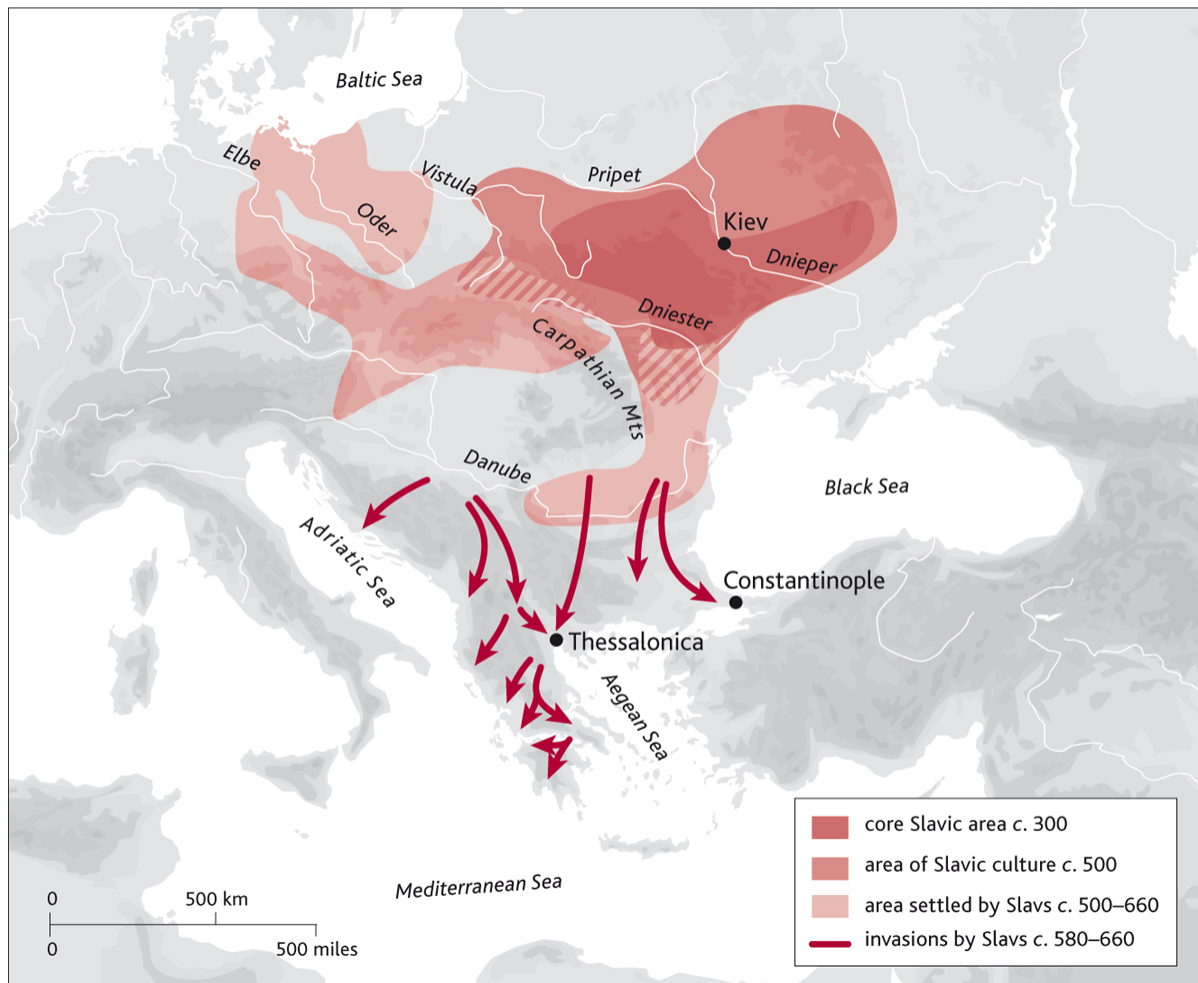 Baltic Sea
Elbe
Vistula
Pripet
Oder
Kiev
Dnieper
Dniester
Carpathian Mts
Danube
Black Sea
Adriatic Sea
Constantinople
Thessalonica
Aegean Sea
Mediterranean Sea
core Slavic area c. 300
area of Slavic culture c. 500
area settled by Slavs c. 500–660
invasions by Slavs c. 580–660
0 500 km
0 500 miles